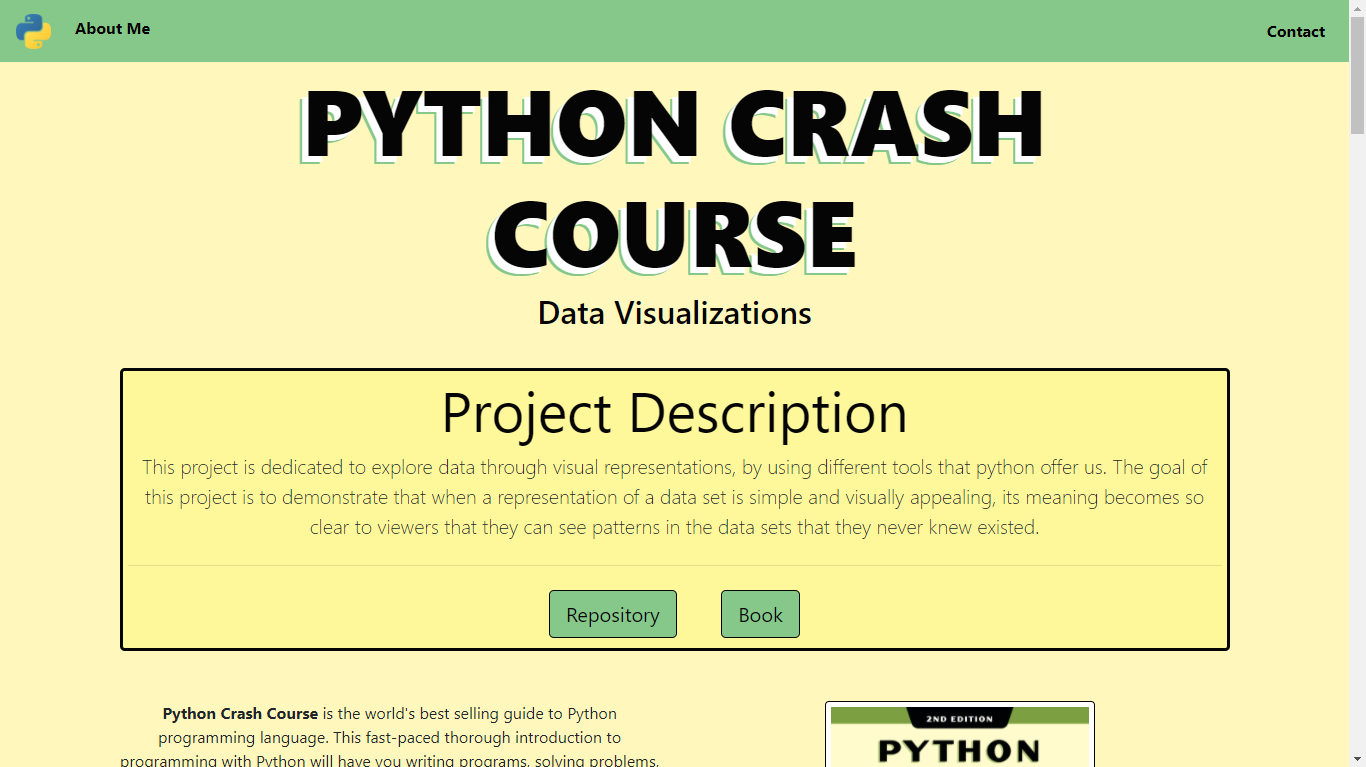 About Me
Contact
PYTHON CRASH
COURSE
Data Visualizations
Project Description
This project is dedicated to explore data through visual representations, by using different tools that python offer us. The goal of
this project is to demonstrate that when a representation of a data set is simple and visually appealing, its meaning becomes so
clear to viewers that they can see patterns in the data sets that they never knew existed.
Repository
Book
Python Crash Course is the world's best selling guide to Python
programming language. This fast-paced thorough introduction to
programming with Python will have you writing programs, solving problems,
2ND EDITION
PYTHON